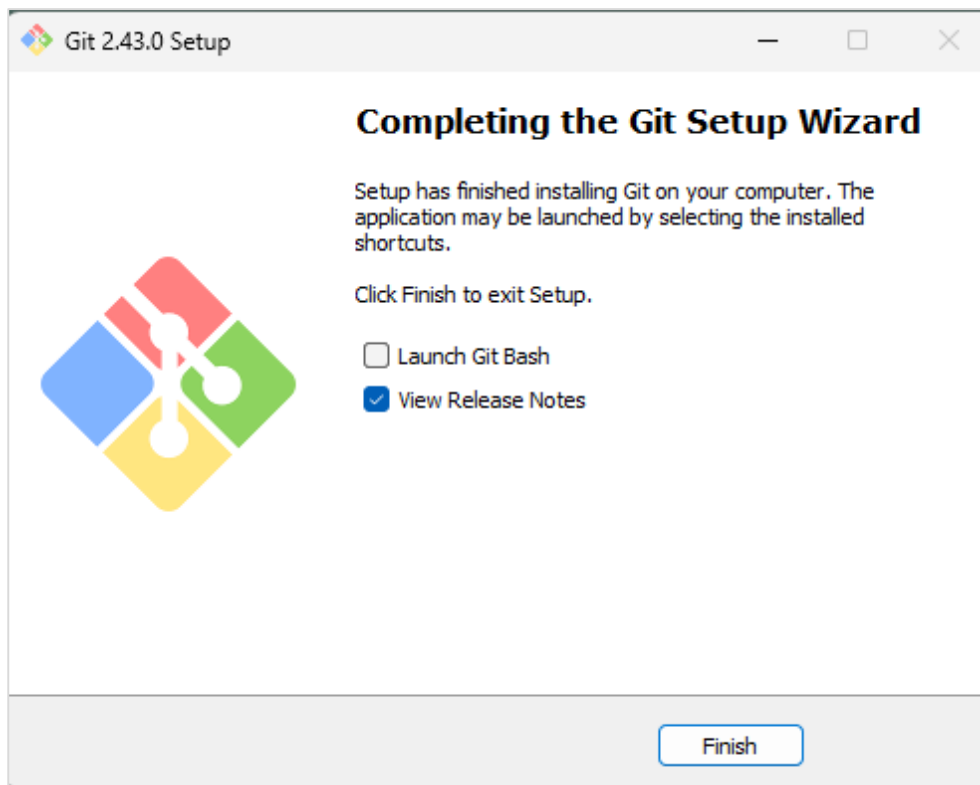 Git 2.43.0 Setup
Completing the Git Setup Wizard
Setup has finished installing Git on your computer. The
application may be launched by selecting the installed
shortcuts.
Click Finish to exit Setup.
Launch Git Bash
View Release Notes
Finish